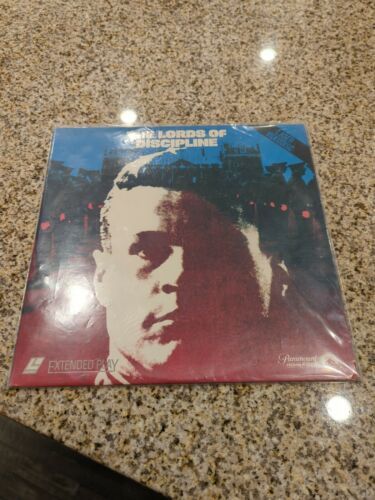 THE LORDS OF
DISCIPLINE
EXTENDED PLAY
Paramount